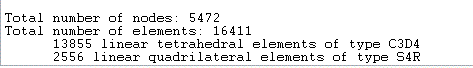 Total number of nodes: 5472
Total number of elements: 16411
13855 linear tetrahedral elements of type C3D4
2556 linear quadrilateral elements of type S4R